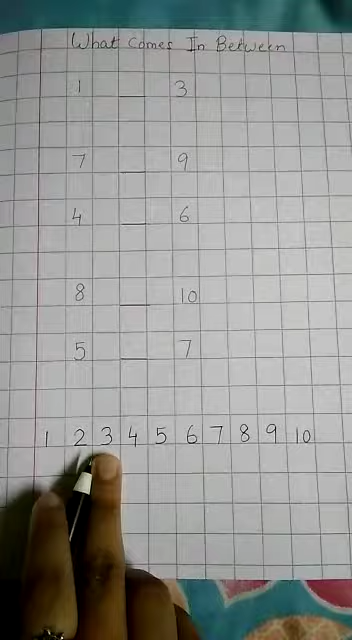 What Comes In Between
1 __ 3
7 __ 9
4 __ 6
8 __ 10
5 __ 7
1 2 3 4 5 6 7 8 9 10